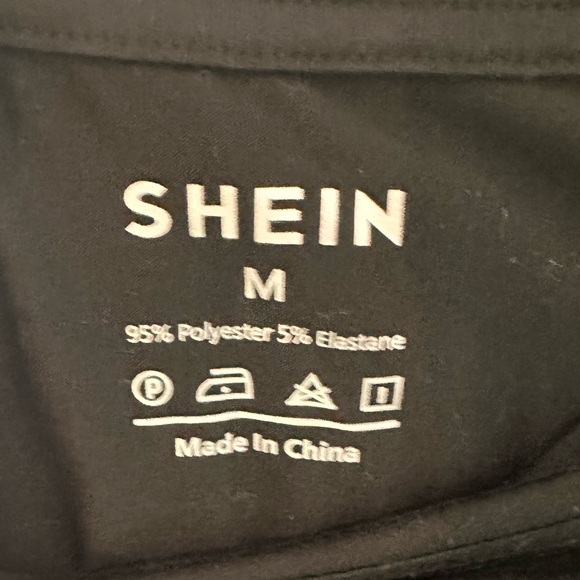 SHEIN
M
95% Polyester 5% Elastane
P
Made In China